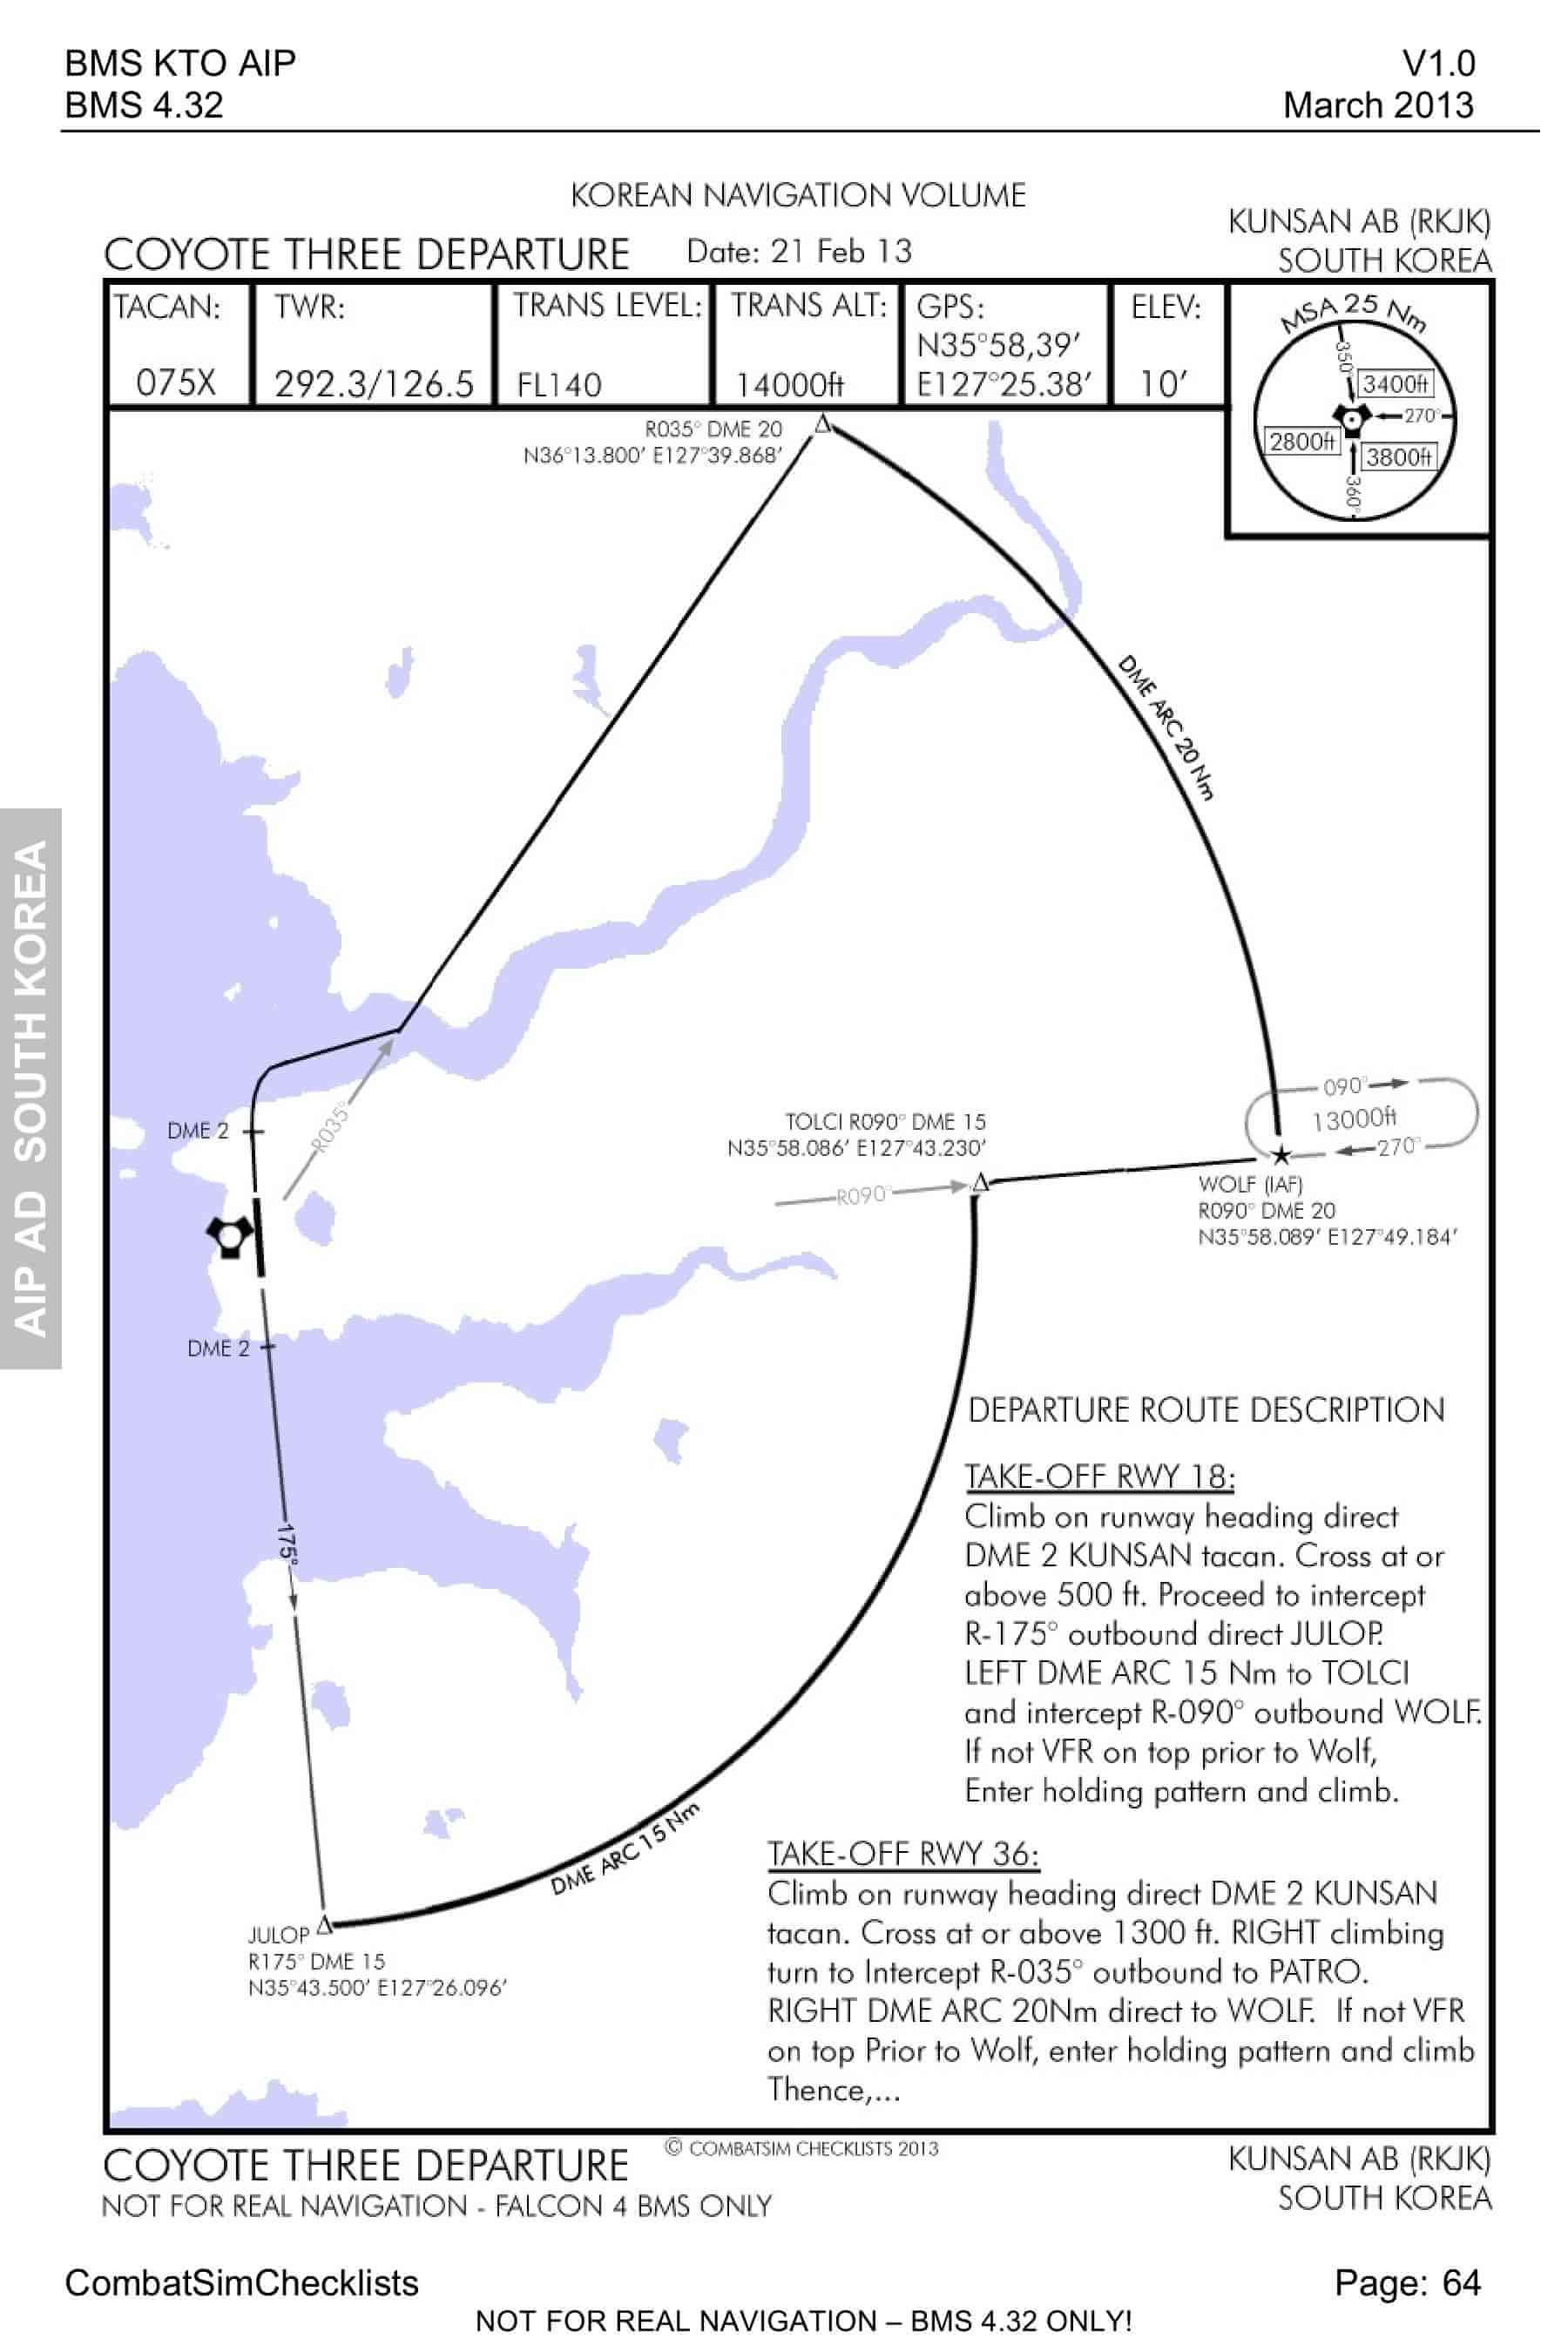 BMS KTO AIP
V1.0
BMS 4.32
March 2013
KOREAN NAVIGATION VOLUME
KUNSAN AB (RKJK)
COYOTE THREE DEPARTURE
Date: 21 Feb 13
SOUTH KOREA
TACAN:
075X
TWR:
292.3/126.5
TRANS LEVEL:
FL140
TRANS ALT:
14000ft
GPS:
N35°58,39′
E127°25.38′
ELEV:
10′
MSA 25 Nm
350°
3400ft
270°
2800ft
3800ft
360°
R035° DME 20
N36°13.800′ E127°39.868′
DME ARC 20 Nm
AIP AD SOUTH KOREA
090°
13000ft
270°
DME 2
R035°
TOLCI R090° DME 15
N35°58.086′ E127°43.230′
R090°
WOLF (IAF)
R090° DME 20
N35°58.089′ E127°49.184′
DME 2
175°
DEPARTURE ROUTE DESCRIPTION
TAKE-OFF RWY 18:
Climb on runway heading direct
DME 2 KUNSAN tacan. Cross at or
above 500 ft. Proceed to intercept
R-175° outbound direct JULOP.
LEFT DME ARC 15 Nm to TOLCI
and intercept R-090° outbound WOLF.
If not VFR on top prior to Wolf,
Enter holding pattern and climb.
DME ARC 15 Nm
JULOP
R175° DME 15
N35°43.500′ E127°26.096′
TAKE-OFF RWY 36:
Climb on runway heading direct DME 2 KUNSAN
tacan. Cross at or above 1300 ft. RIGHT climbing
turn to Intercept R-035° outbound to PATRO.
RIGHT DME ARC 20Nm direct to WOLF. If not VFR
on top Prior to Wolf, enter holding pattern and climb
Thence,...
COYOTE THREE DEPARTURE
© COMBATSIM CHECKLISTS 2013
KUNSAN AB (RKJK)
NOT FOR REAL NAVIGATION - FALCON 4 BMS ONLY
SOUTH KOREA
CombatSimChecklists
Page: 64
NOT FOR REAL NAVIGATION – BMS 4.32 ONLY!